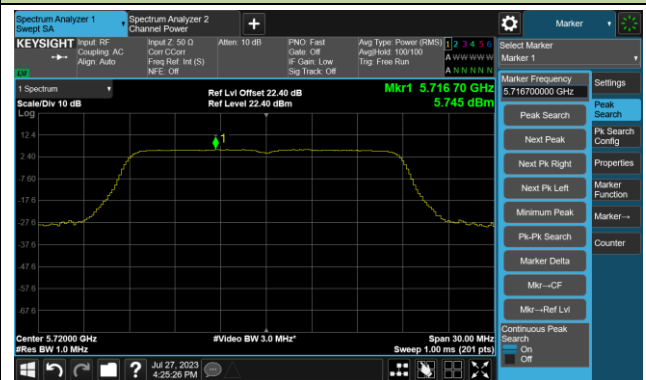 Spectrum Analyzer 1
Swept SA
Spectrum Analyzer 2
Channel Power
Marker
KEYSIGHT
Input: RF
Coupling: AC
Align: Auto
Input Z: 50 Ω
Corr CCorr
Freq Ref: Int (S)
NFE: Off
Atten: 10 dB
PNO: Fast
Gate: Off
IF Gain: Low
Sig Track: Off
Avg Type: Power (RMS)
Avg|Hold: 100/100
Trig: Free Run
1 2 3 4 5 6
A W W W W W
A N N N N N
LXI
Select Marker
Marker 1
1 Spectrum
Scale/Div 10 dB
Log
Ref Lvl Offset 22.40 dB
Ref Level 22.40 dBm
Mkr1 5.716 70 GHz
5.745 dBm
1
12.4
2.40
-7.60
-17.6
-27.6
-37.6
-47.6
-57.6
-67.6
Center 5.72000 GHz
#Res BW 1.0 MHz
#Video BW 3.0 MHz*
Span 30.00 MHz
Sweep 1.00 ms (201 pts)
Marker Frequency
5.716700000 GHz
Peak Search
Next Peak
Next Pk Right
Next Pk Left
Minimum Peak
Pk-Pk Search
Marker Delta
Mkr→CF
Mkr→Ref Lvl
Continuous Peak
Search
On
Off
Settings
Peak
Search
Pk Search
Config
Properties
Marker
Function
Marker→
Counter
?
Jul 27, 2023
4:25:26 PM